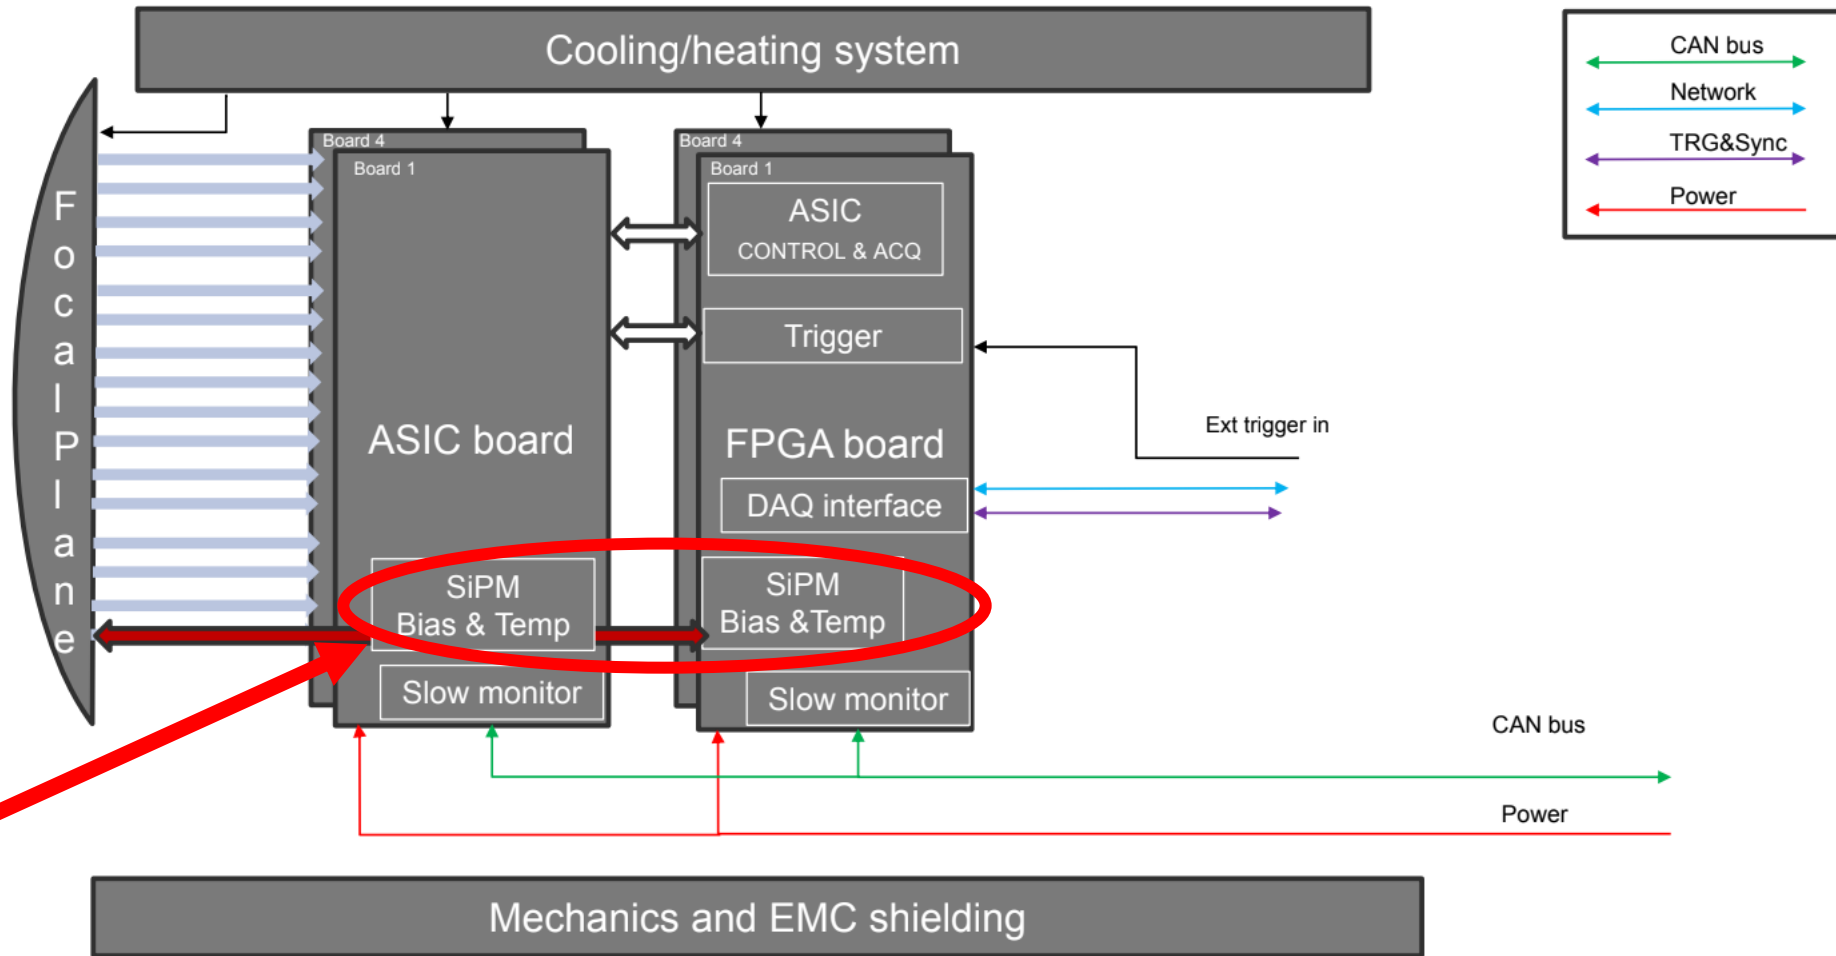 Cooling/heating system
CAN bus
Network
TRG&Sync
Power
Focal Plane
Board 4
Board 1
ASIC board
SiPM
Bias & Temp
Slow monitor
Board 4
Board 1
ASIC
CONTROL & ACQ
Trigger
FPGA board
DAQ interface
SiPM
Bias &Temp
Slow monitor
Ext trigger in
CAN bus
Power
Mechanics and EMC shielding